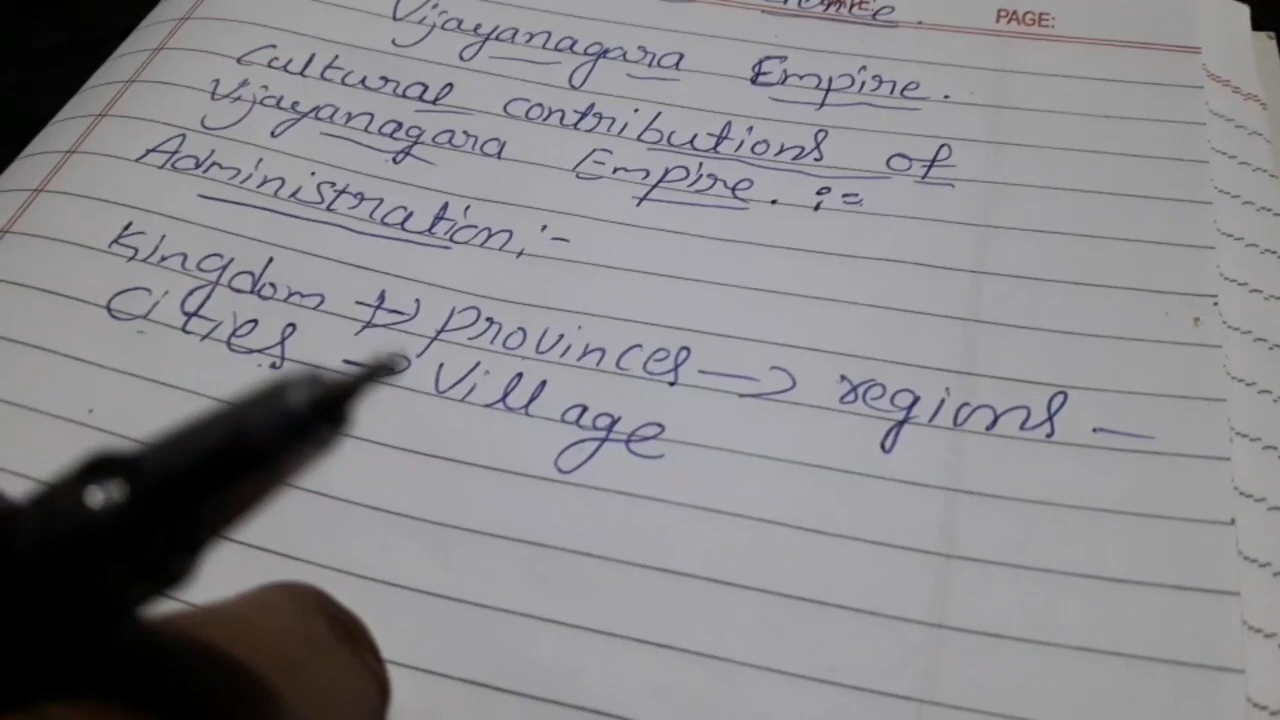 PAGE:
Vijayanagara Empire.
Cultural contributions of
Vijayanagara Empire. :=
Administration:-
Kingdom → provinces → regions —
Cities → Village